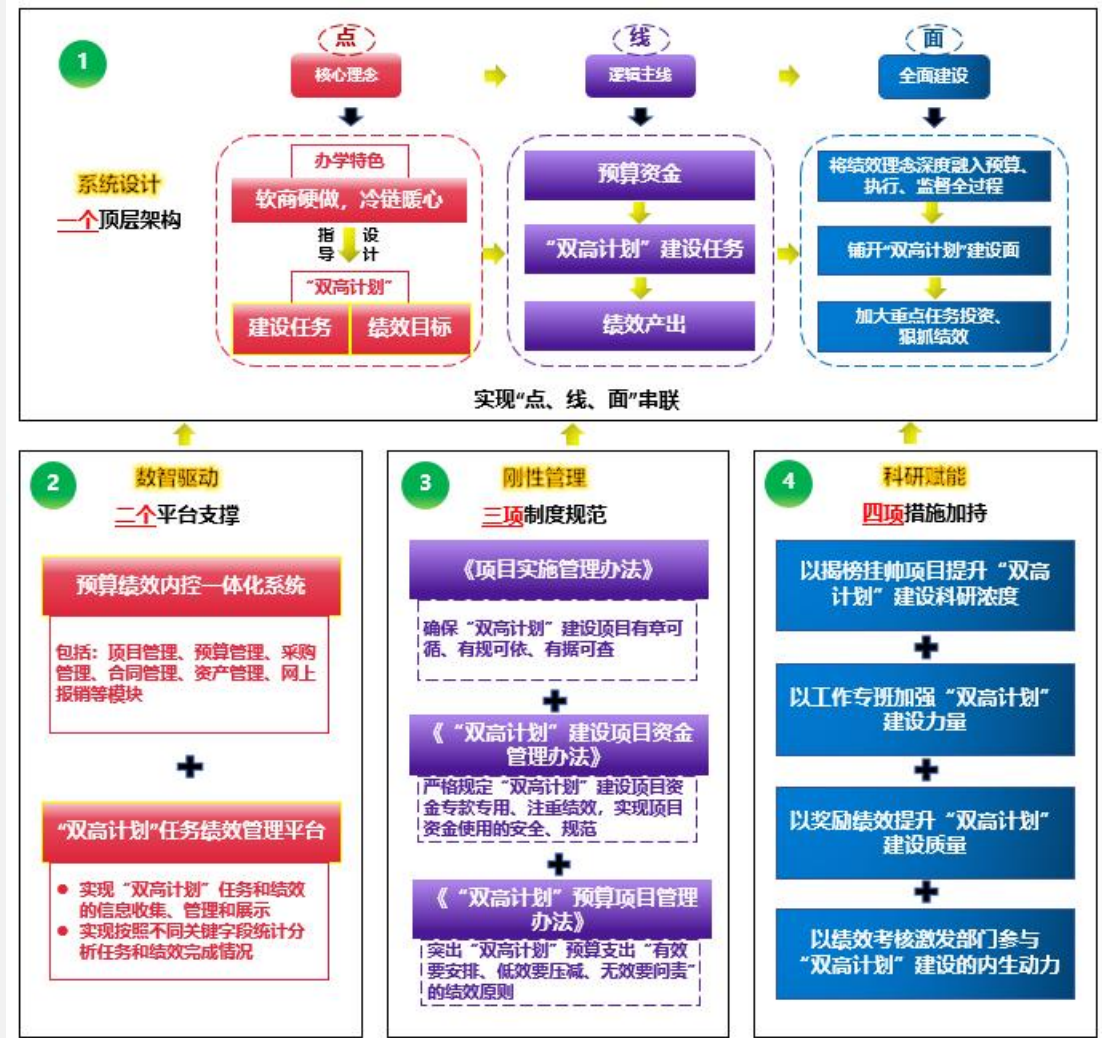 1
点
线
面
核心理念
逻辑主线
全面建设
系统设计
一个顶层架构
办学特色
软商硬做，冷链暖心
指导
设计
“双高计划”
建设任务
绩效目标
预算资金
“双高计划”建设任务
绩效产出
将绩效理念深度融入预算、
执行、监督全过程
铺开“双高计划”建设面
加大重点任务投资、
狠抓绩效
实现“点、线、面”串联
2
数智驱动
二个平台支撑
预算绩效内控一体化系统
包括：项目管理、预算管理、采购
管理、合同管理、资产管理、网上
报销等模块
“双高计划”任务绩效管理平台
实现“双高计划”任务和绩效
的信息收集、管理和展示
实现按照不同关键字段统计分
析任务和绩效完成情况
3
刚性管理
三项制度规范
《项目实施管理办法》
确保“双高计划”建设项目有章可
循、有规可依、有据可查
《“双高计划”建设项目资金
管理办法》
严格规定“双高计划”建设项目资
金专款专用、注重绩效，实现项目
资金使用的安全、规范
《“双高计划”预算项目管理
办法》
突出“双高计划”预算支出“有效
要安排、低效要压减、无效要问责”
的绩效原则
4
科研赋能
四项措施加持
以揭榜挂帅项目提升“双高
计划”建设科研浓度
以工作专班加强“双高计划”
建设力量
以奖励绩效提升“双高计划”
建设质量
以绩效考核激发部门参与
“双高计划”建设的内生动力